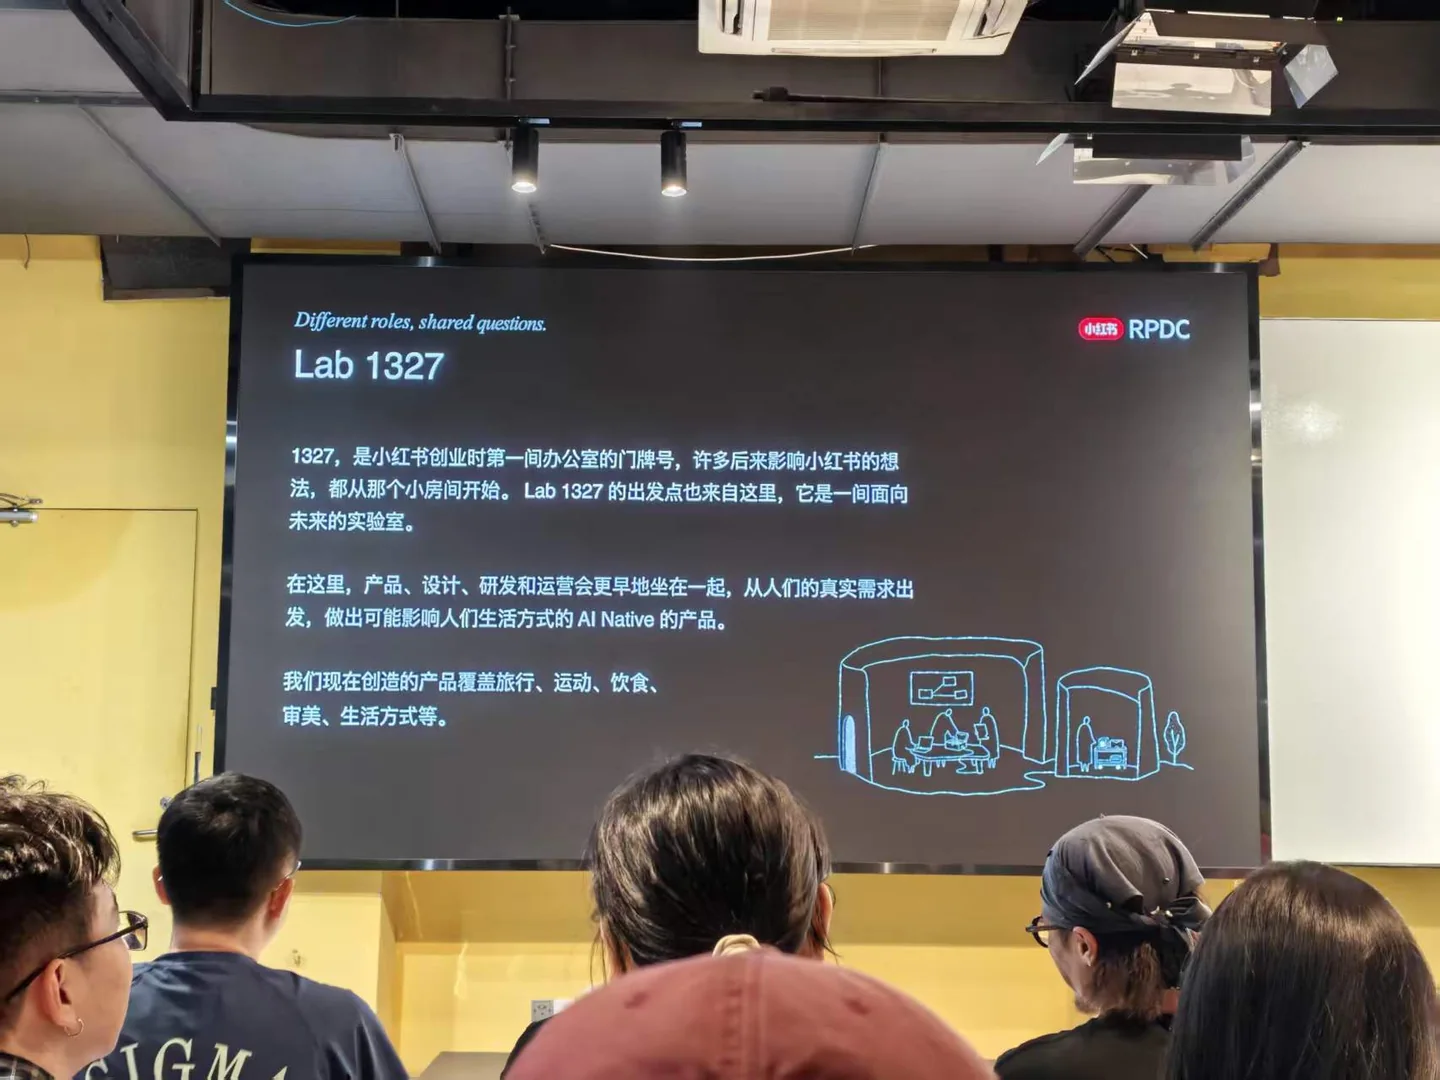 Different roles, shared questions.
小红书 RPDC
Lab 1327
1327，是小红书创业时第一间办公室的门牌号，许多后来影响小红书的想
法，都从那个小房间开始。Lab 1327 的出发点也来自这里，它是一间面向
未来的实验室。
在这里，产品、设计、研发和运营会更早地坐在一起，从人们的真实需求出
发，做出可能影响人们生活方式的 AI Native 的产品。
我们现在创造的产品覆盖旅行、运动、饮食、
审美、生活方式等。